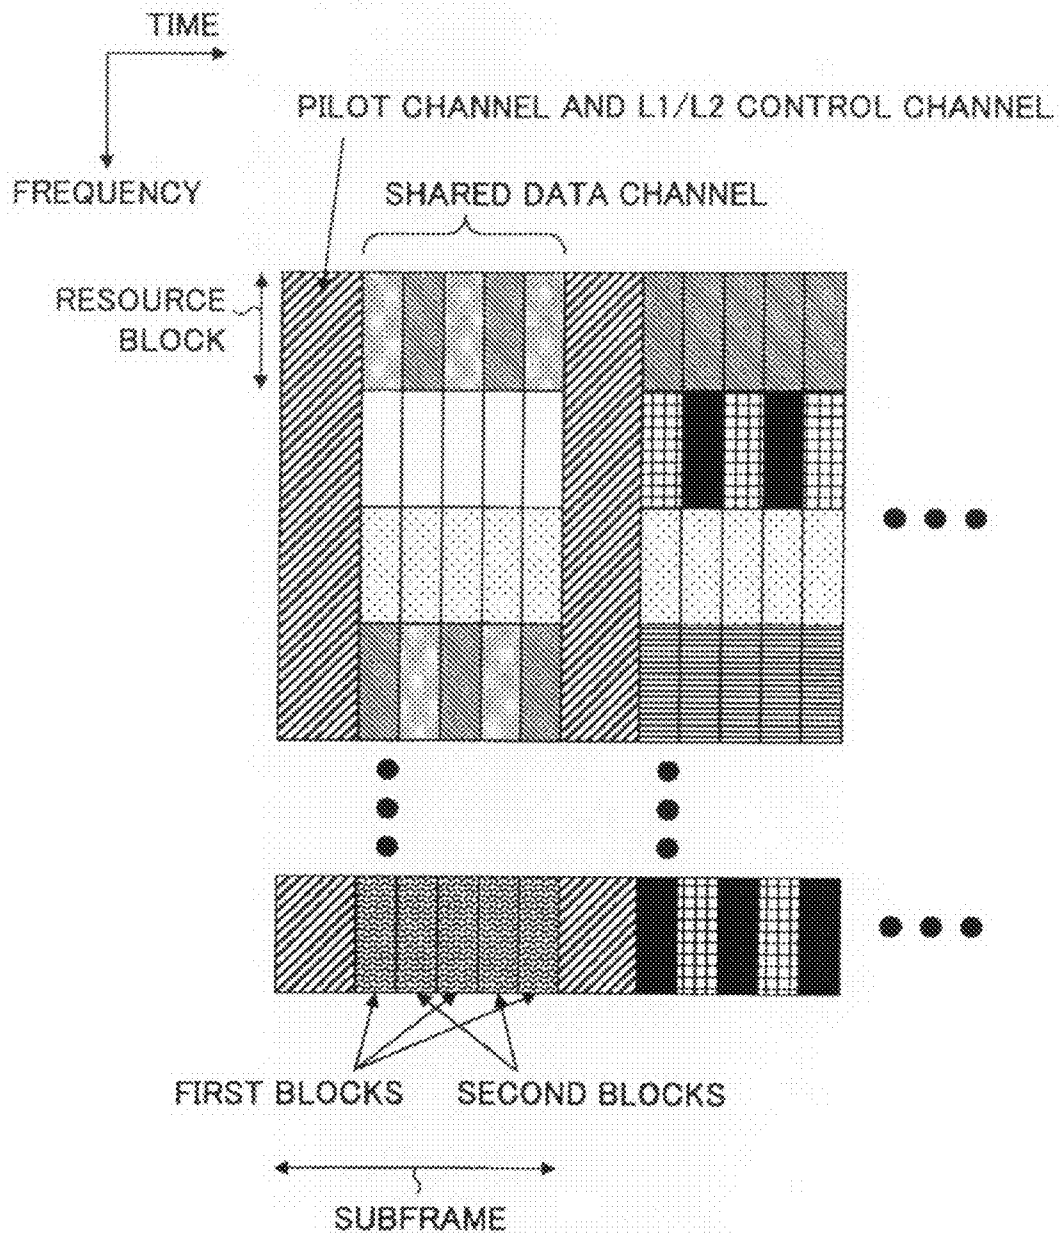 TIME
PILOT CHANNEL AND L1/L2 CONTROL CHANNEL
FREQUENCY
SHARED DATA CHANNEL
RESOURCE
BLOCK
FIRST BLOCKS
SECOND BLOCKS
SUBFRAME